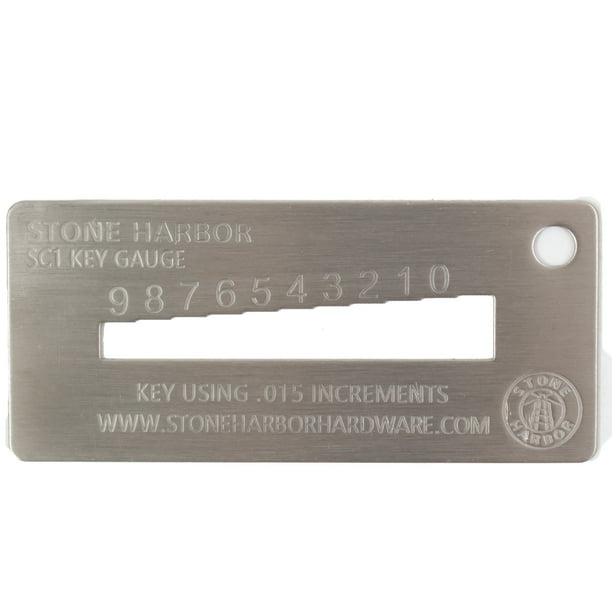 STONE HARBOR
SC1 KEY GAUGE
9 8 7 6 5 4 3 2 1 0
KEY USING .015 INCREMENTS
WWW.STONEHARBORHARDWARE.COM
STONE
HARBOR